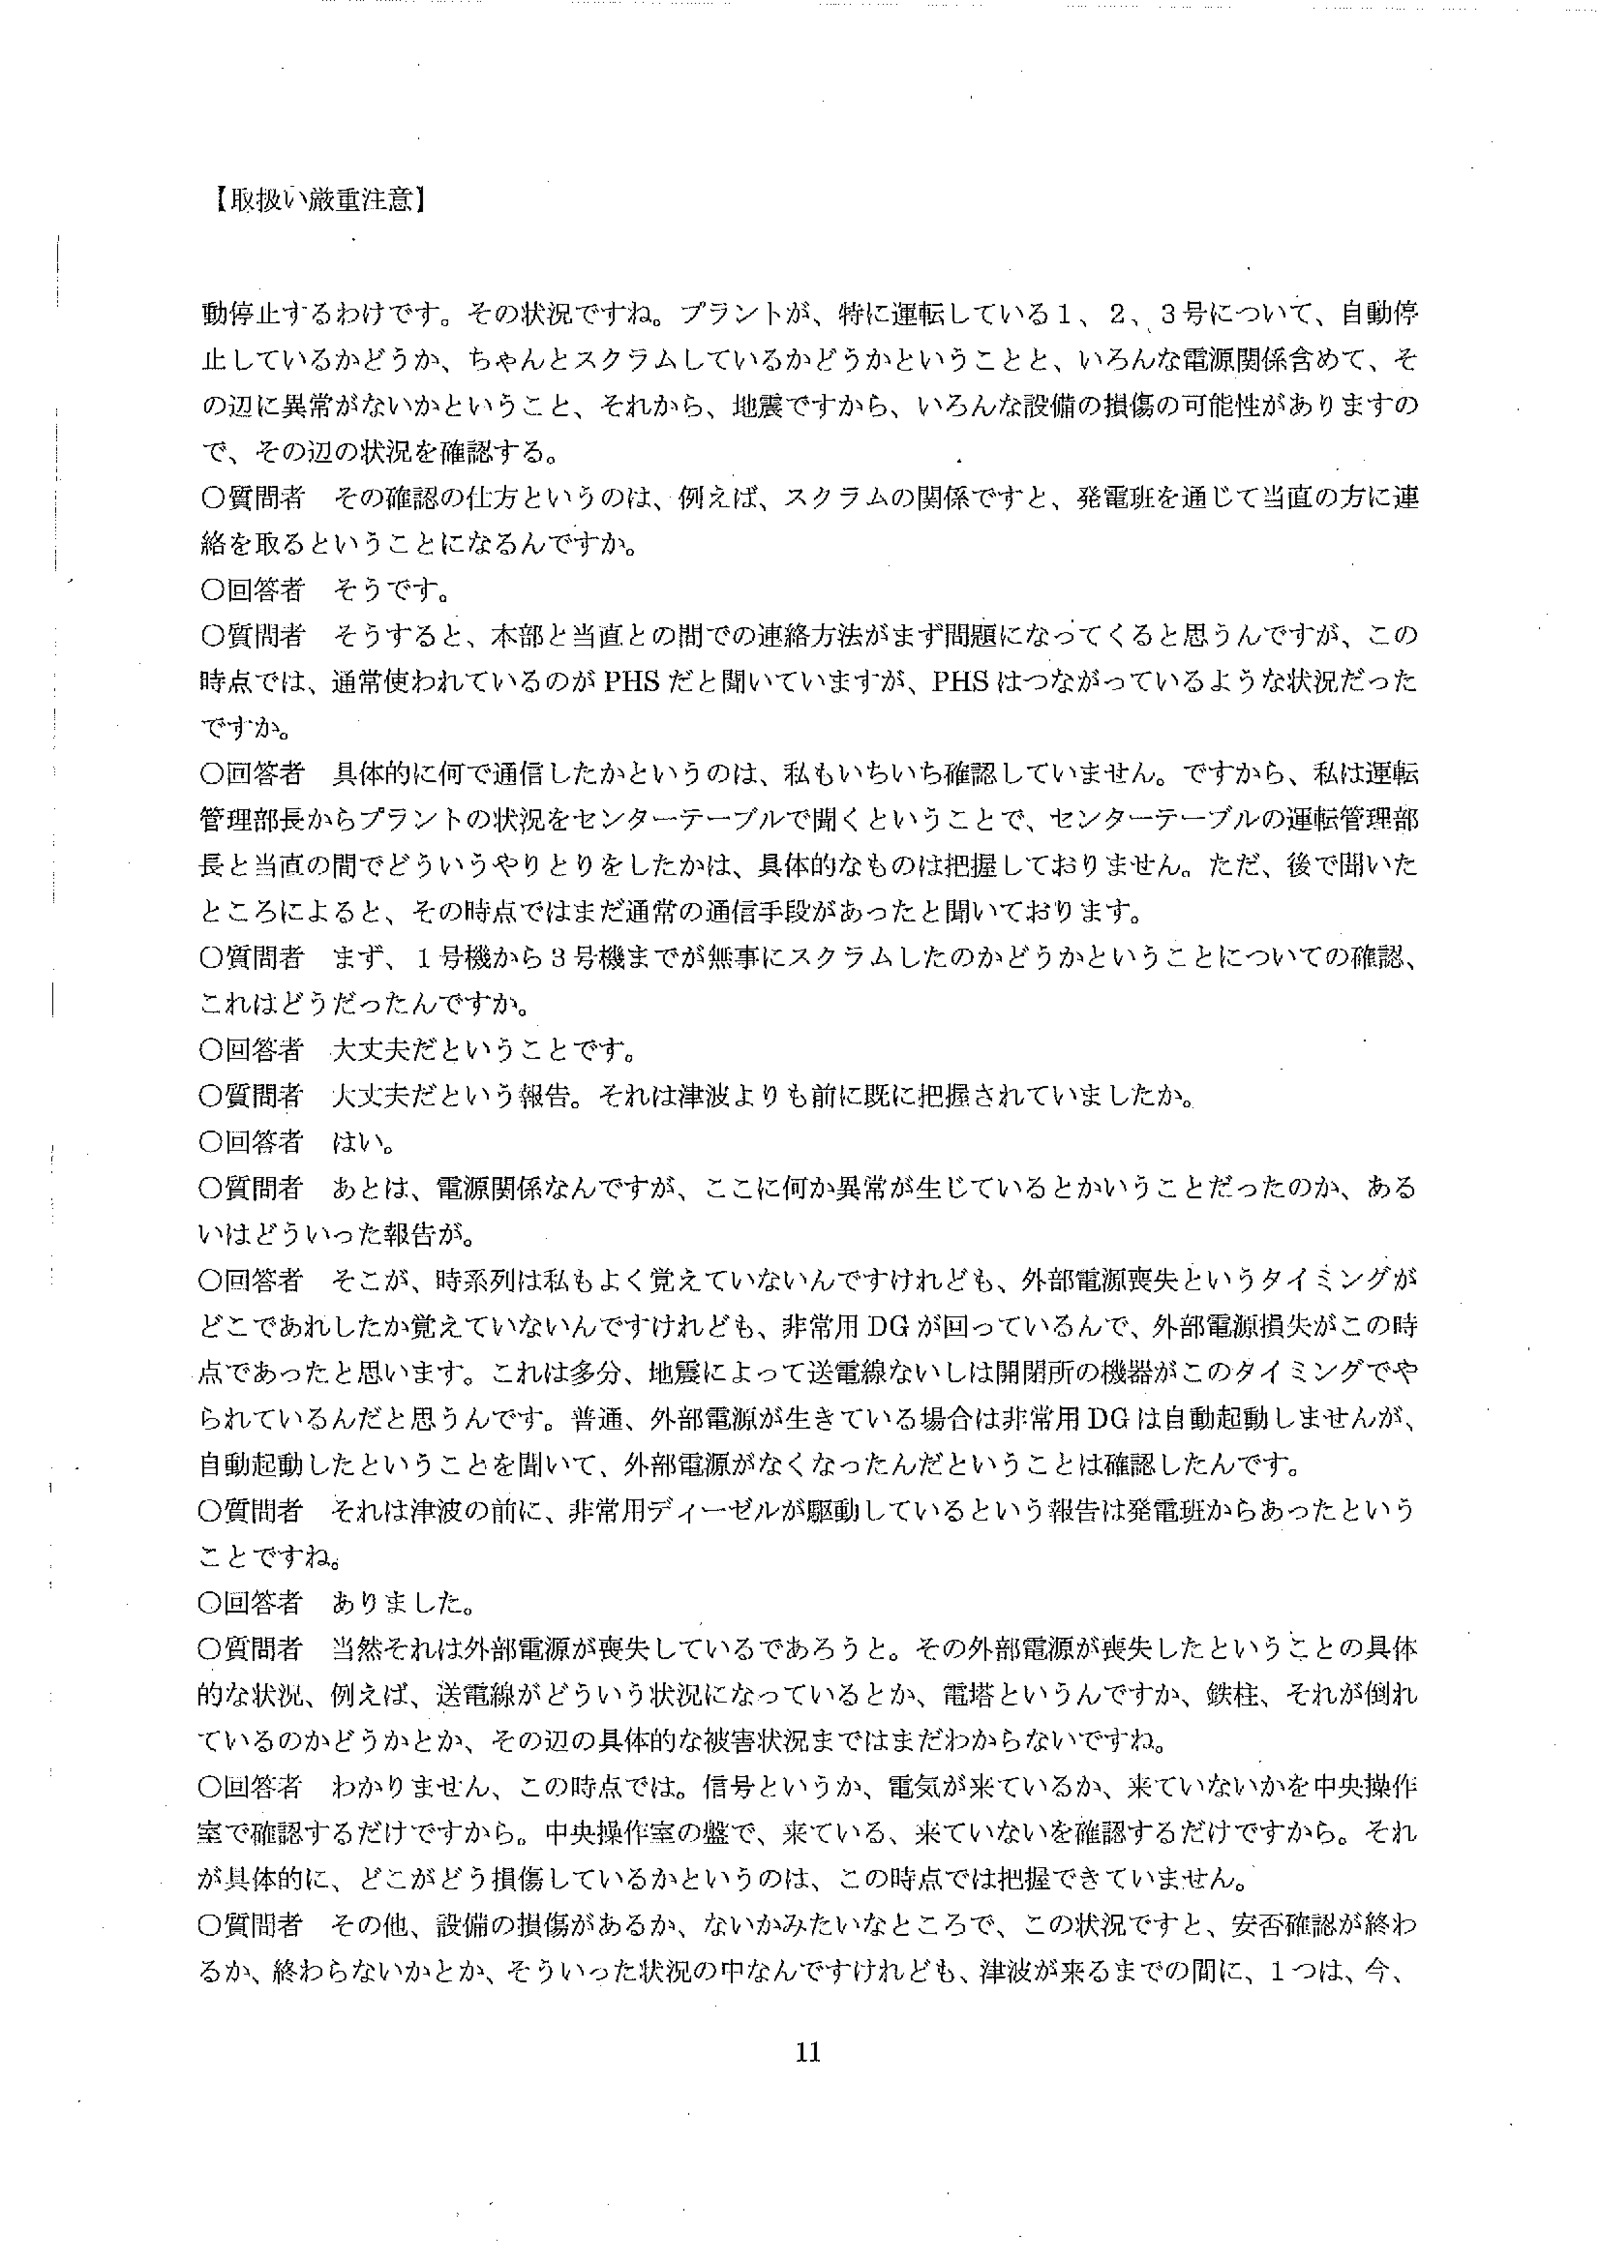 【取扱い厳重注意】
動停止するわけです。その状況ですね。プラントが、特に運転している１、２、３号について、自動停
止しているかどうか、ちゃんとスクラムしているかどうかということと、いろんな電源関係含めて、そ
の辺に異常がないかということ、それから、地震ですから、いろんな設備の損傷の可能性がありますの
で、その辺の状況を確認する。
○質問者　その確認の仕方というのは、例えば、スクラムの関係ですと、発電班を通じて当直の方に連
絡を取るということになるんですか。
○回答者　そうです。
○質問者　そうすると、本部と当直との間での連絡方法がまず問題になってくると思うんですが、この
時点では、通常使われているのが PHS だと聞いていますが、PHS はつながっているような状況だった
ですか。
○回答者　具体的に何で通信したかというのは、私もいちいち確認していません。ですから、私は運転
管理部長からプラントの状況をセンターテーブルで聞くということで、センターテーブルの運転管理部
長と当直の間でどういうやりとりをしたかは、具体的なものは把握しておりません。ただ、後で聞いた
ところによると、その時点ではまだ通常の通信手段があったと聞いております。
○質問者　まず、１号機から３号機までが無事にスクラムしたのかどうかということについての確認、
これはどうだったんですか。
○回答者　大丈夫だということです。
○質問者　大丈夫だという報告。それは津波よりも前に既に把握されていましたか。
○回答者　はい。
○質問者　あとは、電源関係なんですが、ここに何か異常が生じているとかいうことだったのか、ある
いはどういった報告が。
○回答者　そこが、時系列は私もよく覚えていないんですけれども、外部電源喪失というタイミングが
どこであれしたか覚えていないんですけれども、非常用 DG が回っているんで、外部電源損失がこの時
点であったと思います。これは多分、地震によって送電線ないしは開閉所の機器がこのタイミングでや
られているんだと思うんです。普通、外部電源が生きている場合は非常用 DG は自動起動しませんが、
自動起動したということを聞いて、外部電源がなくなったんだということは確認したんです。
○質問者　それは津波の前に、非常用ディーゼルが駆動しているという報告は発電班からあったという
ことですね。
○回答者　ありました。
○質問者　当然それは外部電源が喪失しているであろうと。その外部電源が喪失したということの具体
的な状況、例えば、送電線がどういう状況になっているとか、電塔というんですか、鉄柱、それが倒れ
ているのかどうかとか、その辺の具体的な被害状況まではまだわからないですね。
○回答者　わかりません、この時点では。信号というか、電気が来ているか、来ていないかを中央操作
室で確認するだけですから。中央操作室の盤で、来ている、来ていないを確認するだけですから。それ
が具体的に、どこがどう損傷しているかというのは、この時点では把握できていません。
○質問者　その他、設備の損傷があるか、ないかみたいなところで、この状況ですと、安否確認が終わ
るか、終わらないかとか、そういった状況の中なんですけれども、津波が来るまでの間に、１つは、今、
11